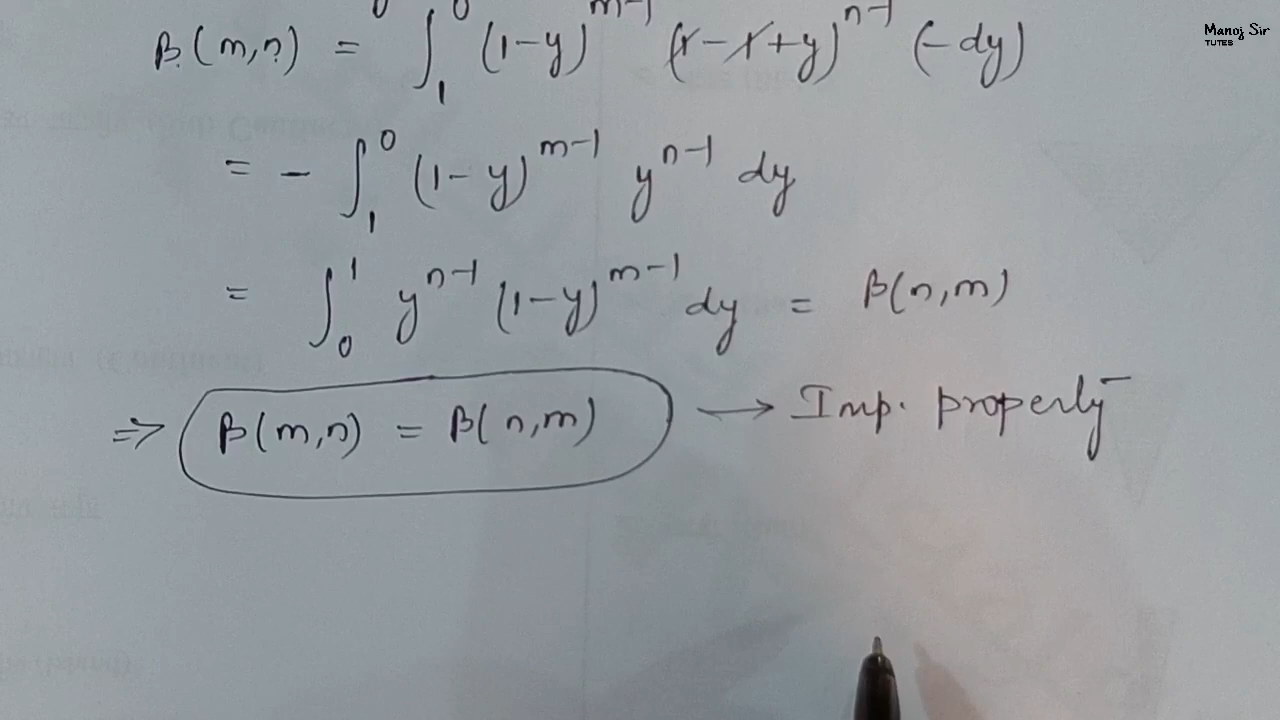 Manoj Sir
TUTES
β(m,n) = ∫₁⁰ (1-y)^{m-1} (1-1+y)^{n-1} (-dy)
= - ∫₁⁰ (1-y)^{m-1} y^{n-1} dy
= ∫₀¹ y^{n-1} (1-y)^{m-1} dy = β(n,m)
⇒ β(m,n) = β(n,m) → Imp. property